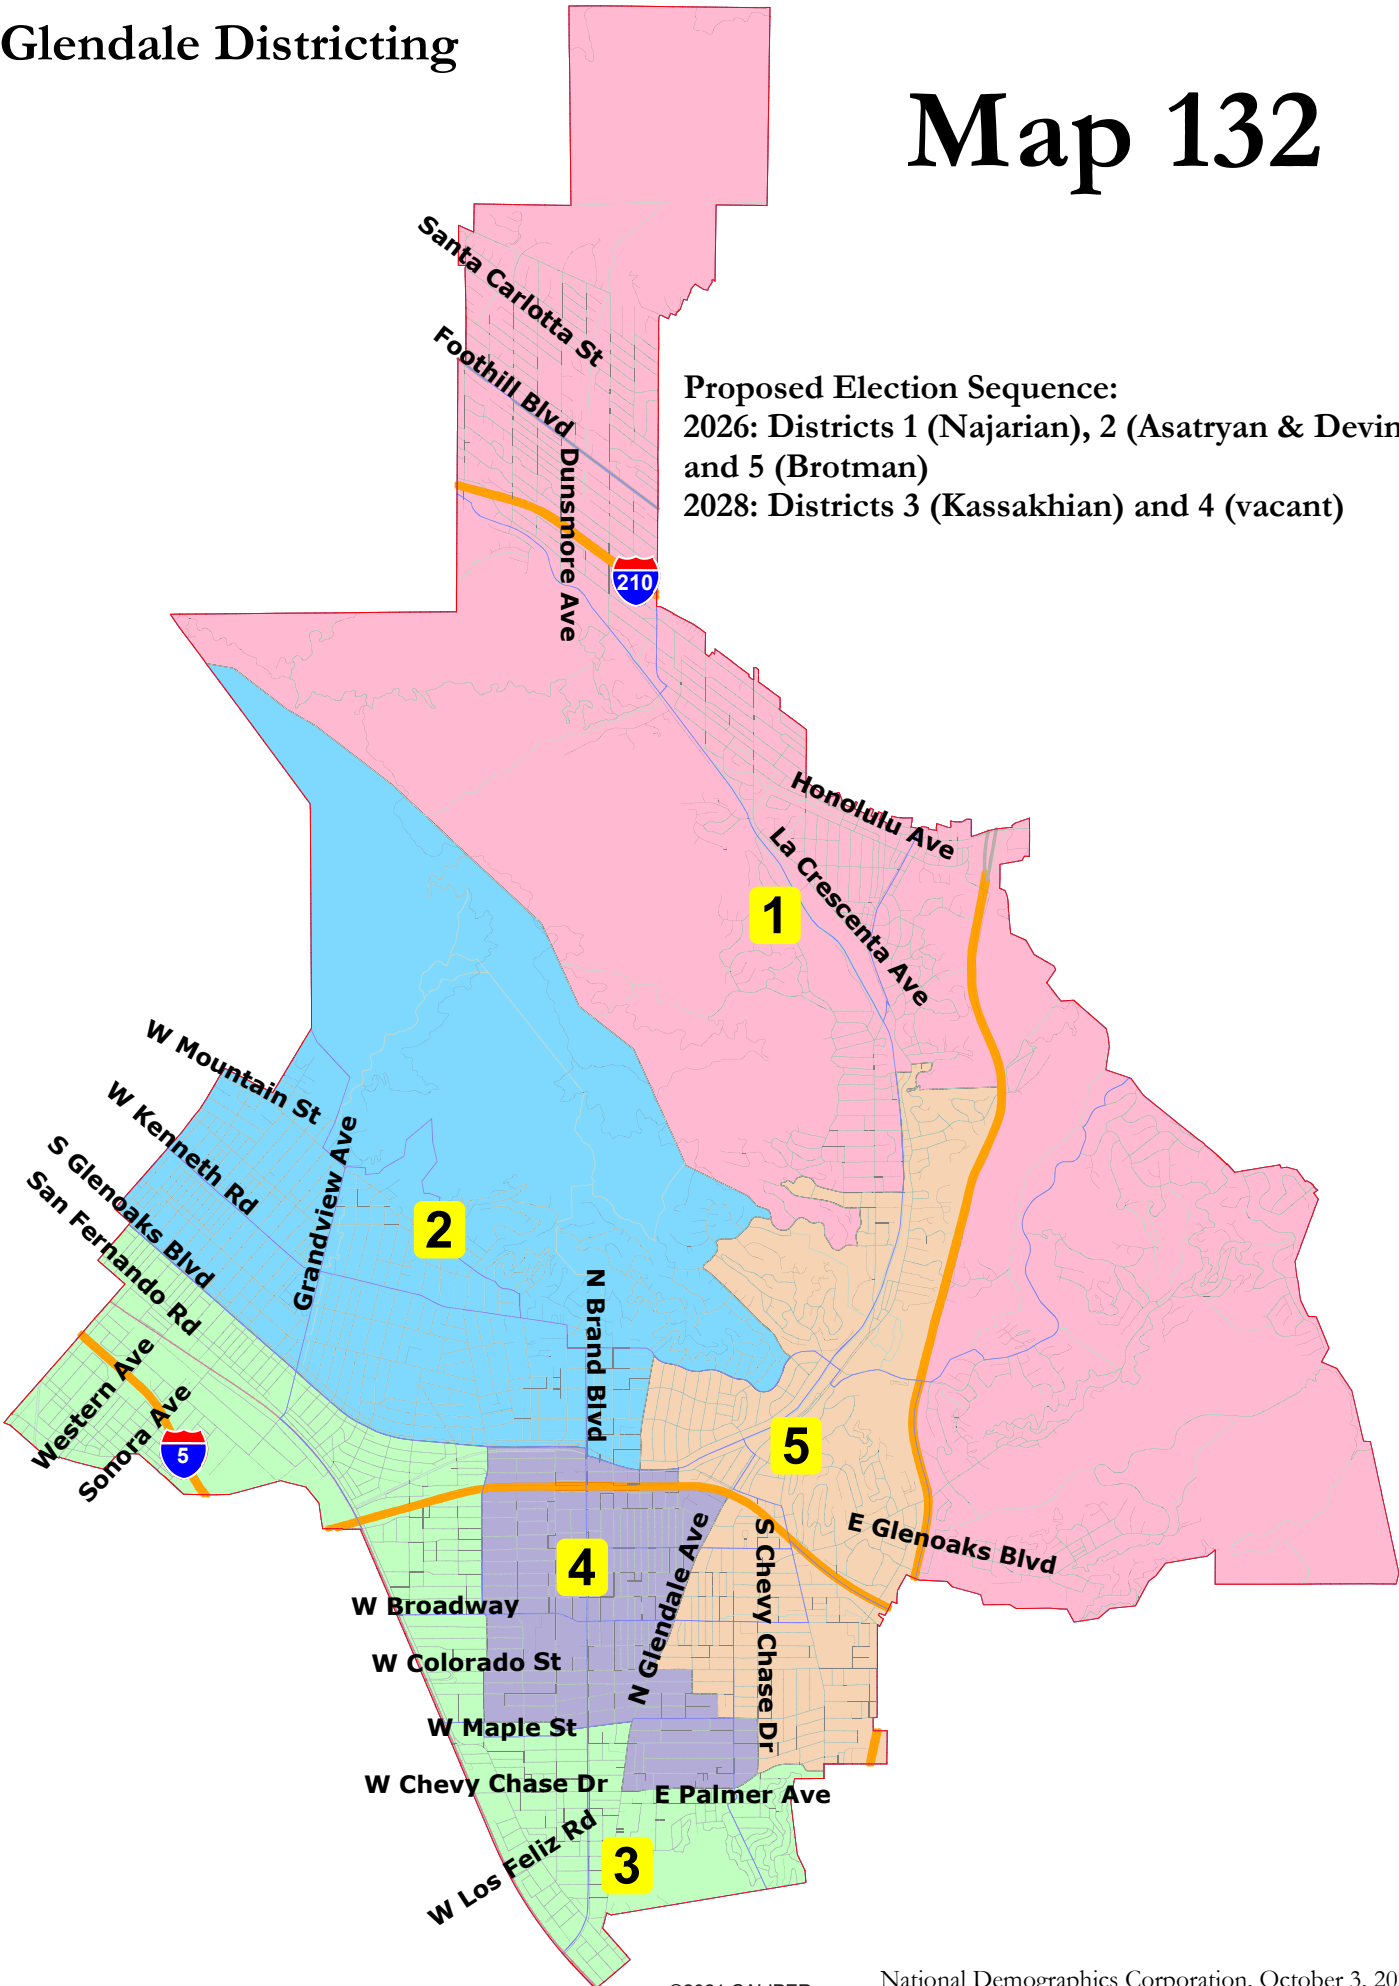 Glendale Districting
Map 132
Santa Carlotta St
Foothill Blvd
Proposed Election Sequence:
2026: Districts 1 (Najarian), 2 (Asatryan & Devin
and 5 (Brotman)
2028: Districts 3 (Kassakhian) and 4 (vacant)
Dunsmore Ave
210
Honolulu Ave
La Crescenta Ave
1
W Mountain St
W Kenneth Rd
S Glenoaks Blvd
San Fernando Rd
Grandview Ave
2
N Brand Blvd
Western Ave
Sonora Ave
5
5
E Glenoaks Blvd
S Chevy Chase Dr
N Glendale Ave
4
W Broadway
W Colorado St
W Maple St
W Chevy Chase Dr
E Palmer Ave
W Los Feliz Rd
3
National Demographics Corporation, October 3, 20